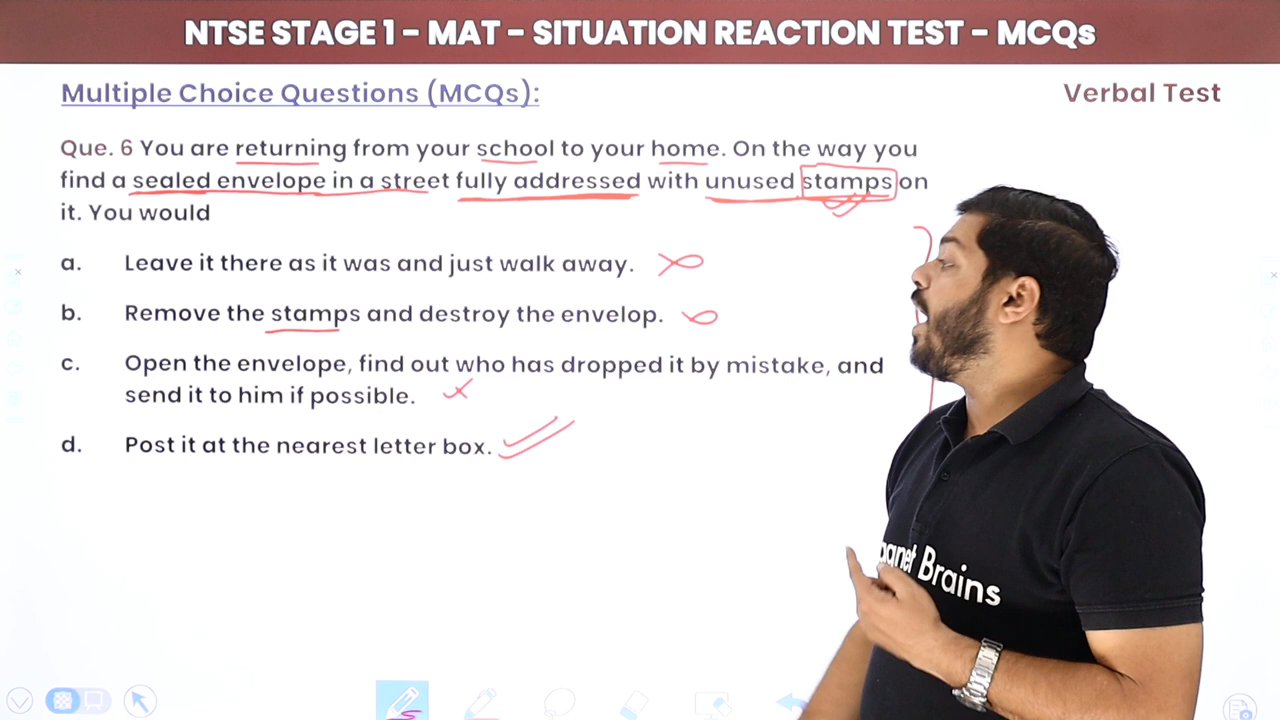 NTSE STAGE 1 – MAT – SITUATION REACTION TEST – MCQs
Multiple Choice Questions (MCQs):
Verbal Test
Que. 6 You are returning from your school to your home. On the way you
find a sealed envelope in a street fully addressed with unused stamps on
it. You would
a. Leave it there as it was and just walk away.
b. Remove the stamps and destroy the envelop.
c. Open the envelope, find out who has dropped it by mistake, and
send it to him if possible.
d. Post it at the nearest letter box.
Brains